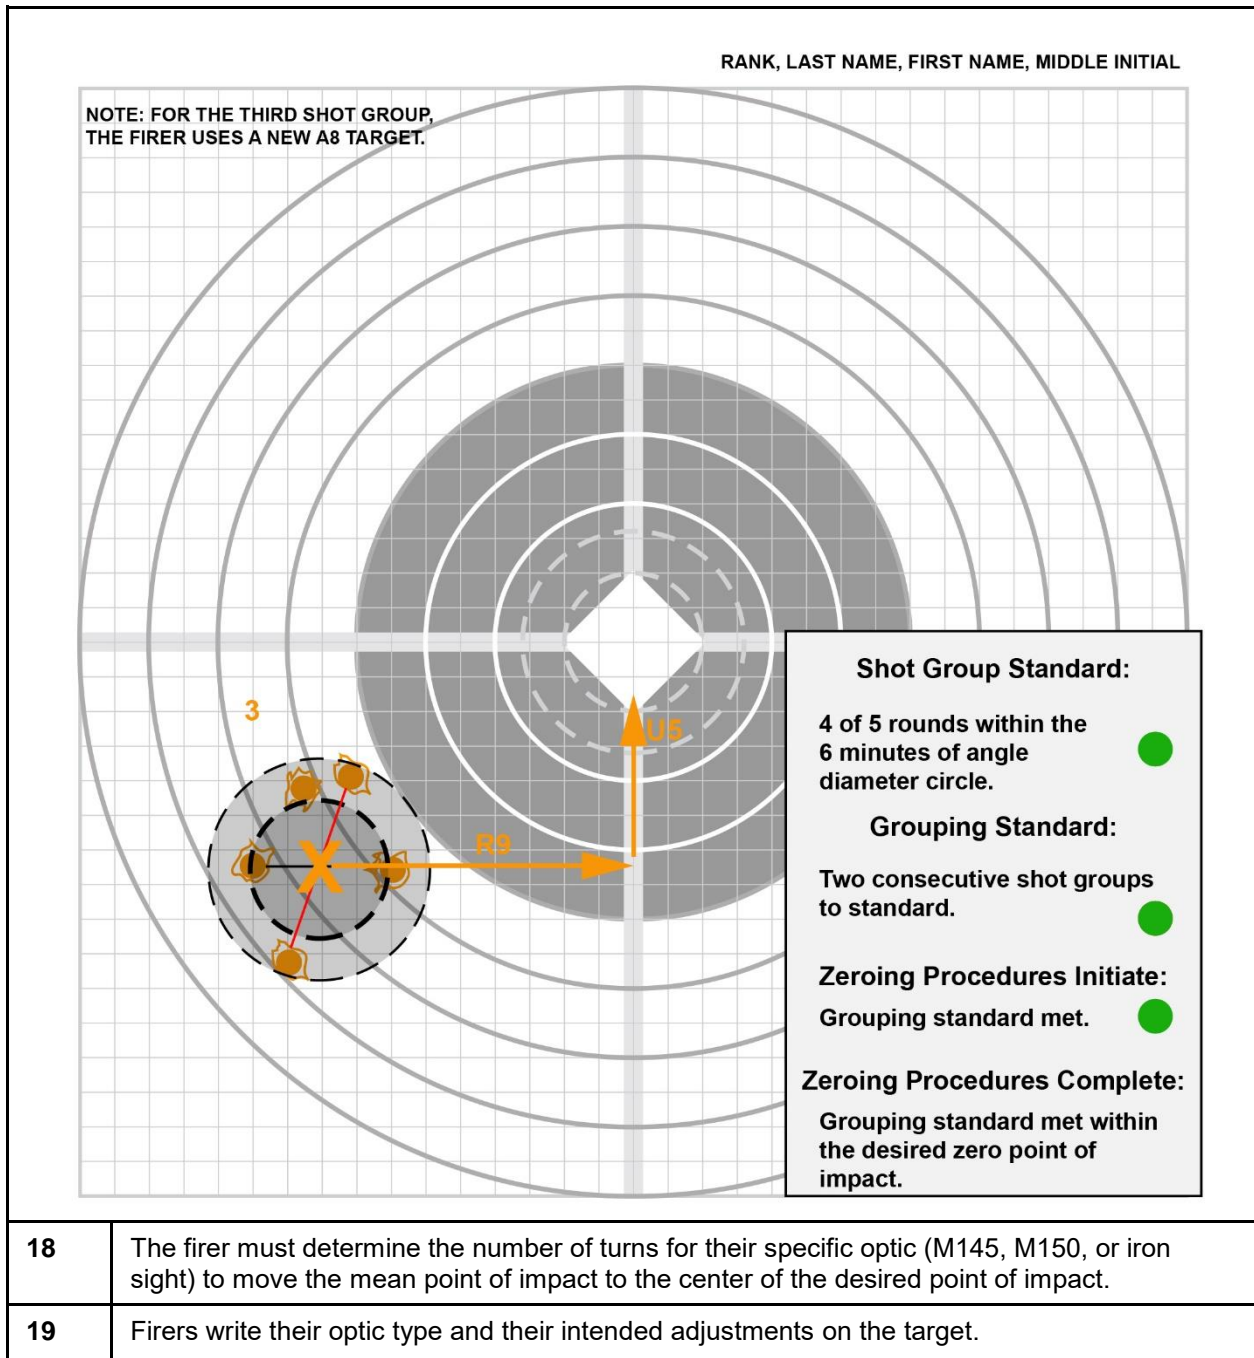 RANK, LAST NAME, FIRST NAME, MIDDLE INITIAL
NOTE: FOR THE THIRD SHOT GROUP,
THE FIRER USES A NEW A8 TARGET.
3
X
R9
U5
Shot Group Standard:
4 of 5 rounds within the
6 minutes of angle
diameter circle.
Grouping Standard:
Two consecutive shot groups
to standard.
Zeroing Procedures Initiate:
Grouping standard met.
Zeroing Procedures Complete:
Grouping standard met within
the desired zero point of
impact.
18 The firer must determine the number of turns for their specific optic (M145, M150, or iron
sight) to move the mean point of impact to the center of the desired point of impact.
19 Firers write their optic type and their intended adjustments on the target.